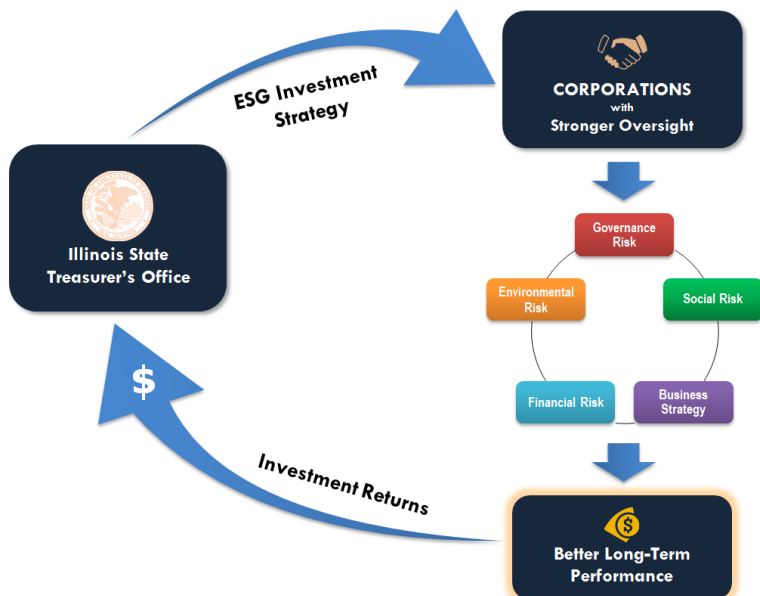 ESG Investment
Strategy
CORPORATIONS
with
Stronger Oversight
Illinois State
Treasurer's Office
Governance
Risk
Environmental
Risk
Social Risk
Financial Risk
Business
Strategy
$
Investment Returns
$
Better Long-Term
Performance